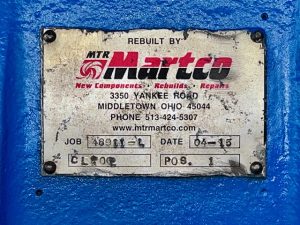 REBUILT BY
MTR Martco
New Components · Rebuilds · Repairs
3350 YANKEE ROAD
MIDDLETOWN OHIO 45044
PHONE 513-424-5307
www.mtrmartco.com
JOB DATE 04-15
POS. 1